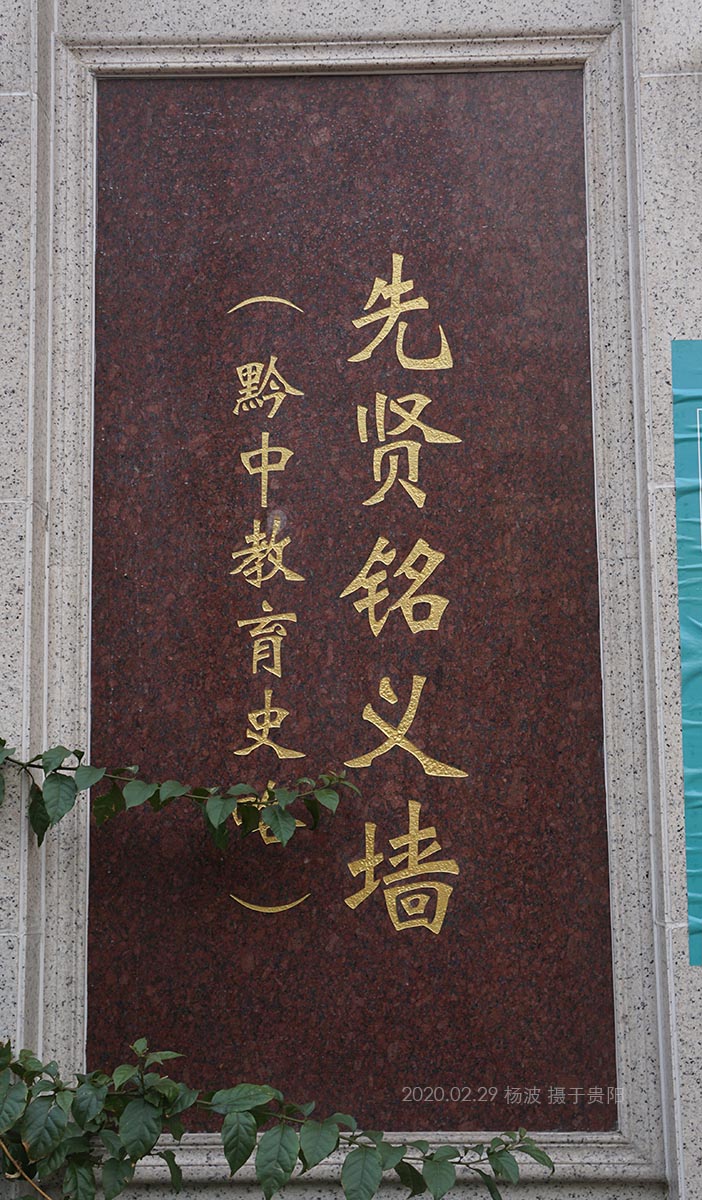 先贤铭义墙
（黔中教育史 ）
2020.02.29 杨波 摄于贵阳